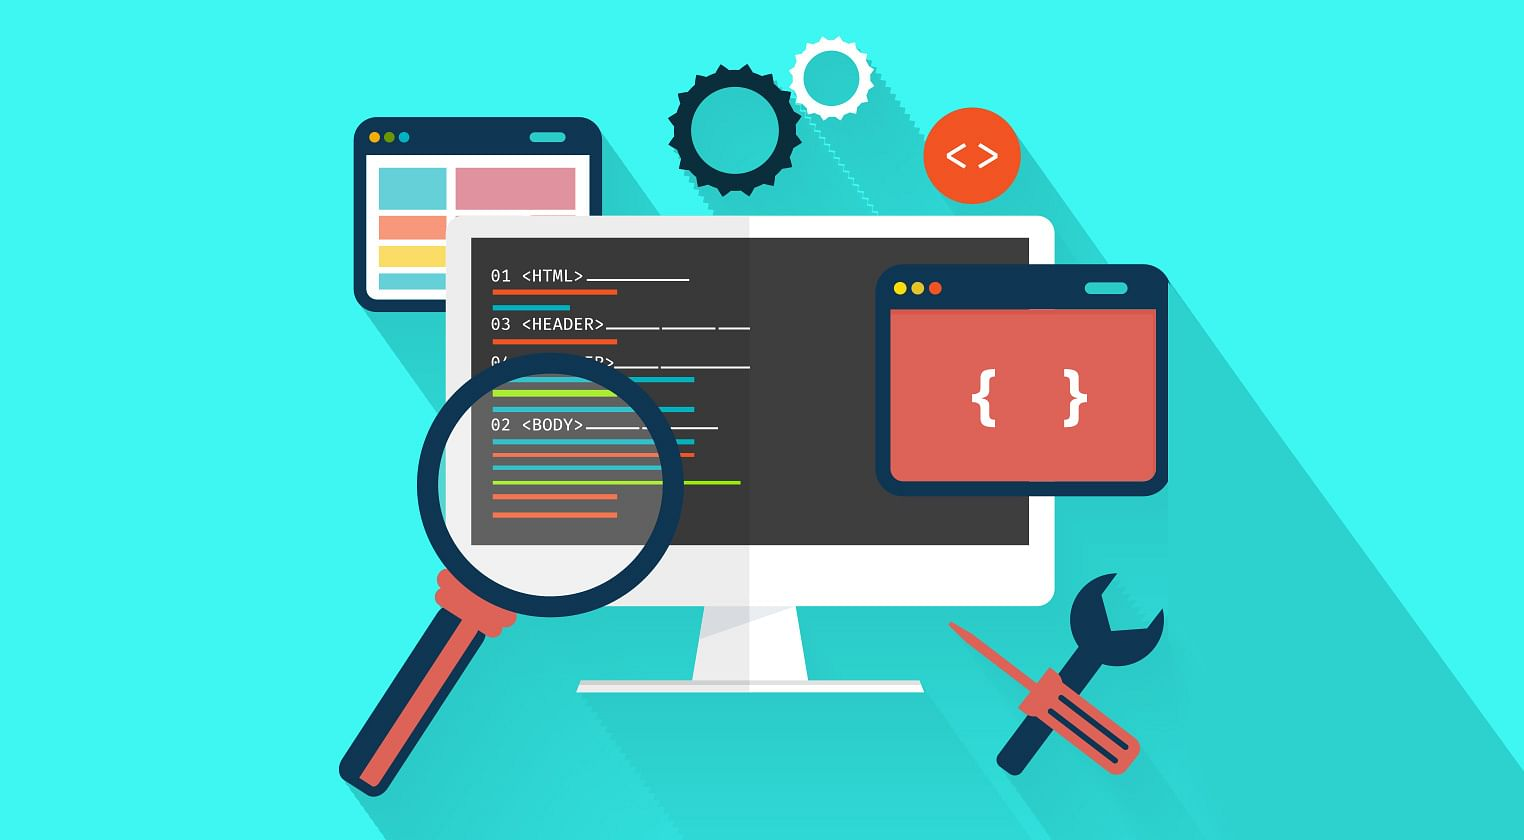 < >
01 <HTML>
03 <HEADER>
{ }
02 <BODY>